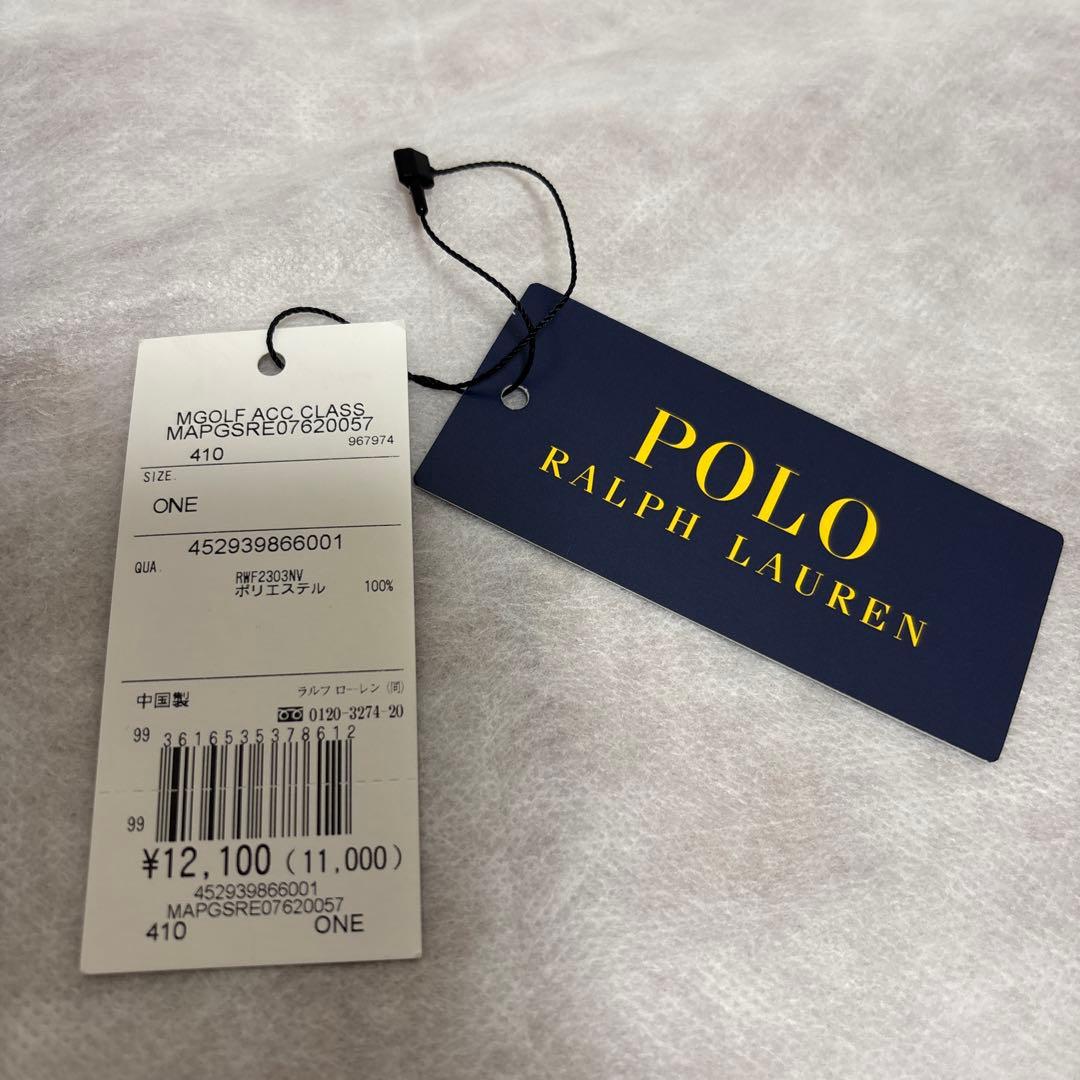 MGOLF ACC CLASS
MAPGSRE07620057
967974
410
SIZE.
ONE
452939866001
QUA.
RWF2303NV
ポリエステル 100%
中国製
ラルフ ローレン(同)
0120-3274-20
99
3616535378612
99
¥12,100 (11,000)
452939866001
MAPGSRE07620057
410 ONE
POLO
RALPH LAUREN